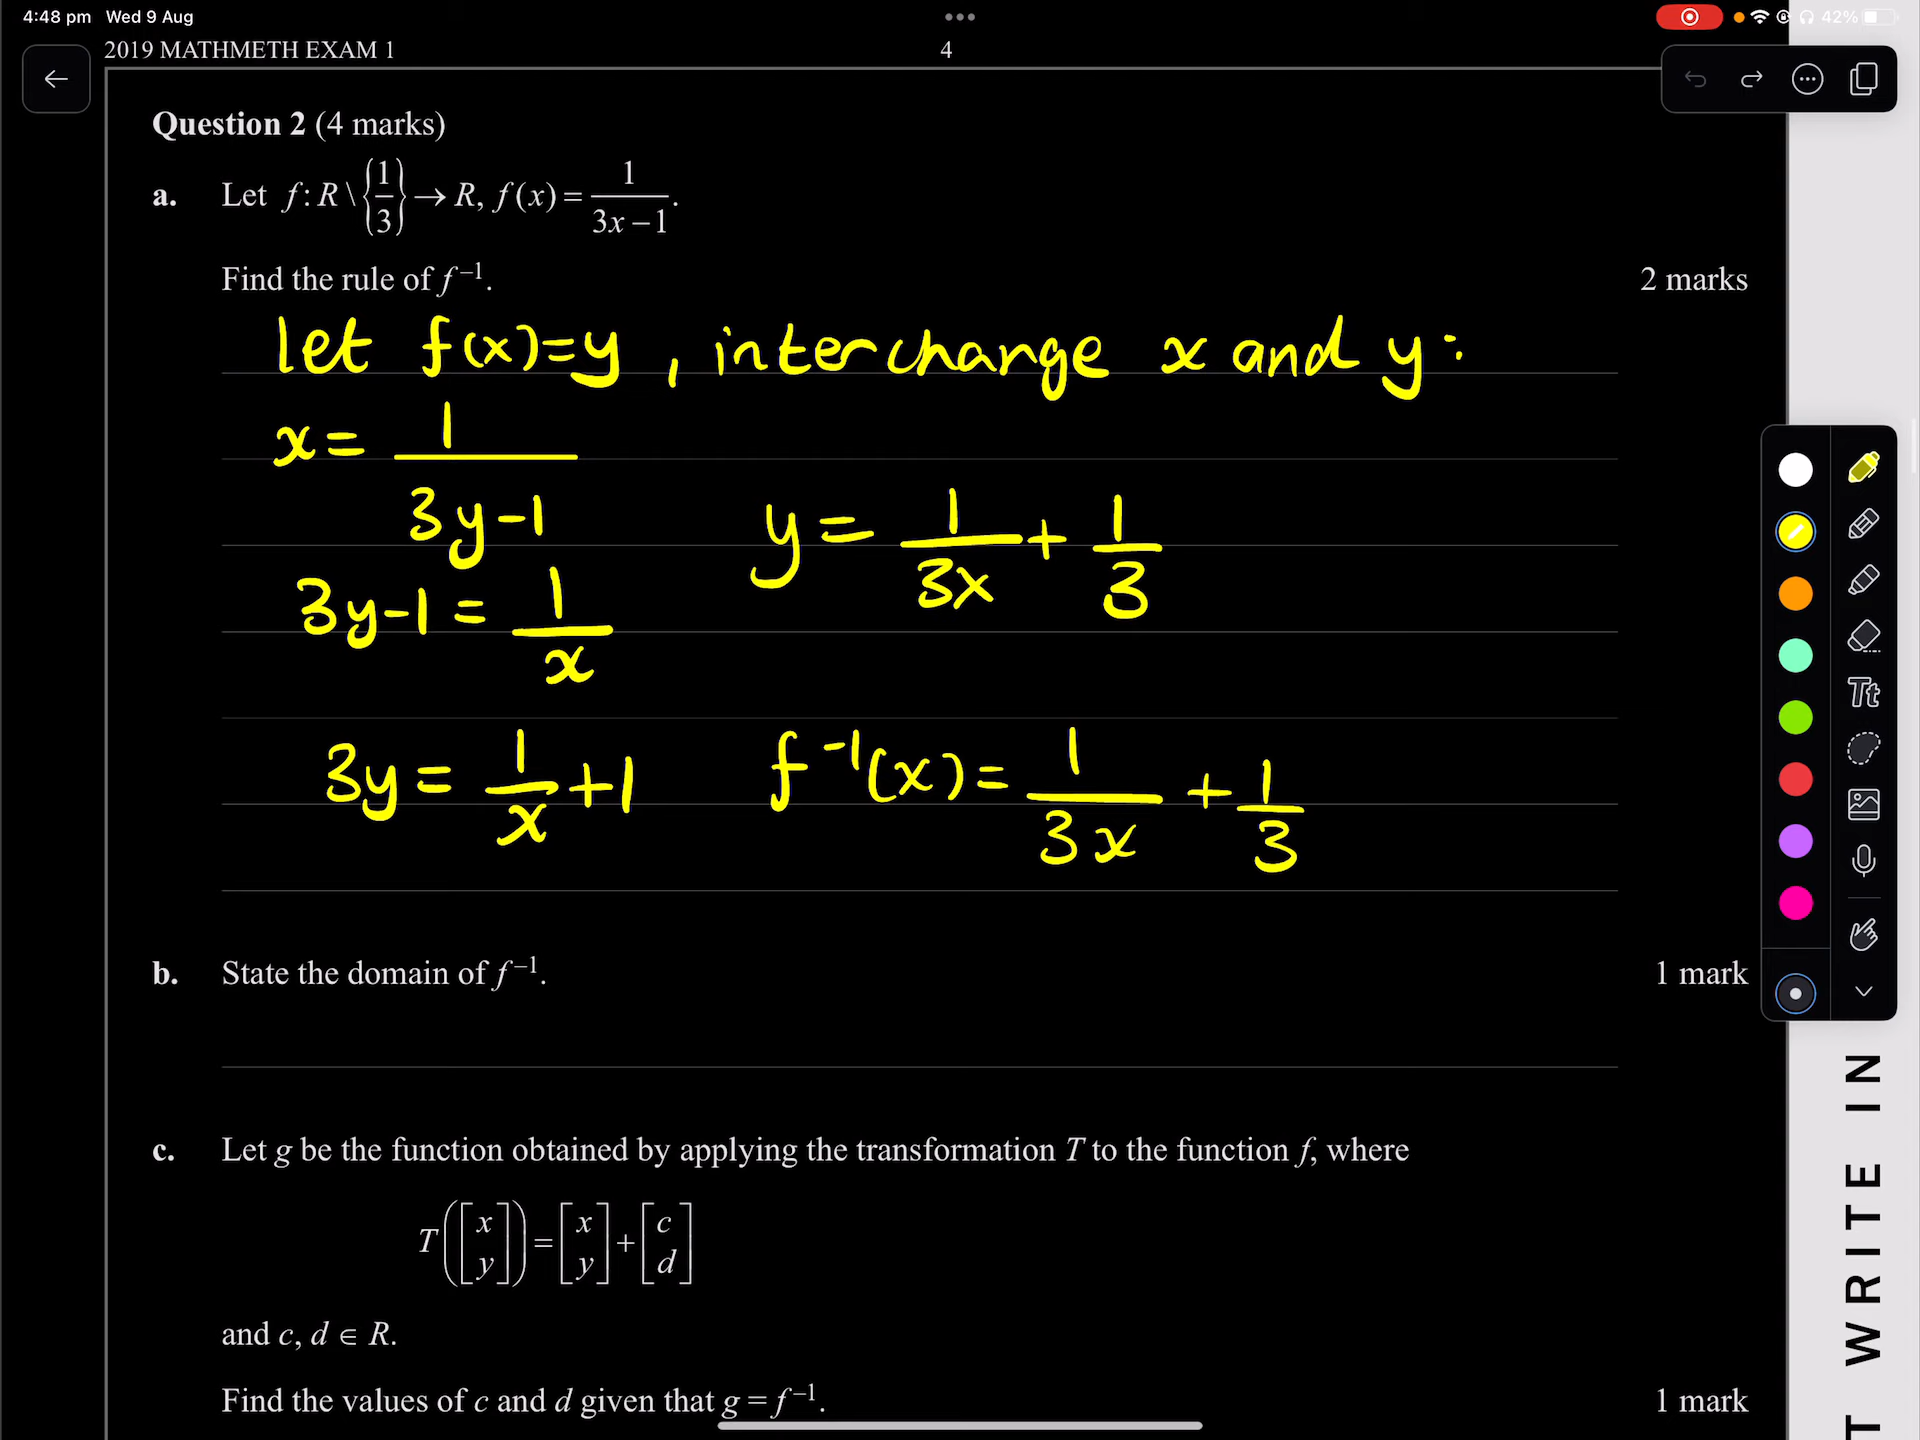 4:48 pm Wed 9 Aug
42%
2019 MATHMETH EXAM 1 4
Question 2 (4 marks)
a. Let f: R \ {1/3} → R, f(x) = 1/(3x – 1).
Find the rule of f⁻¹. 2 marks
let f(x)=y , interchange x and y:
x = 1/(3y-1)
3y-1 = 1/x
3y = 1/x + 1
y = 1/(3x) + 1/3
f⁻¹(x) = 1/(3x) + 1/3
b. State the domain of f⁻¹. 1 mark
c. Let g be the function obtained by applying the transformation T to the function f, where
T([x y]) = [x y] + [c d]
and c, d ∈ R.
Find the values of c and d given that g = f⁻¹. 1 mark
Tt
T WRITE IN